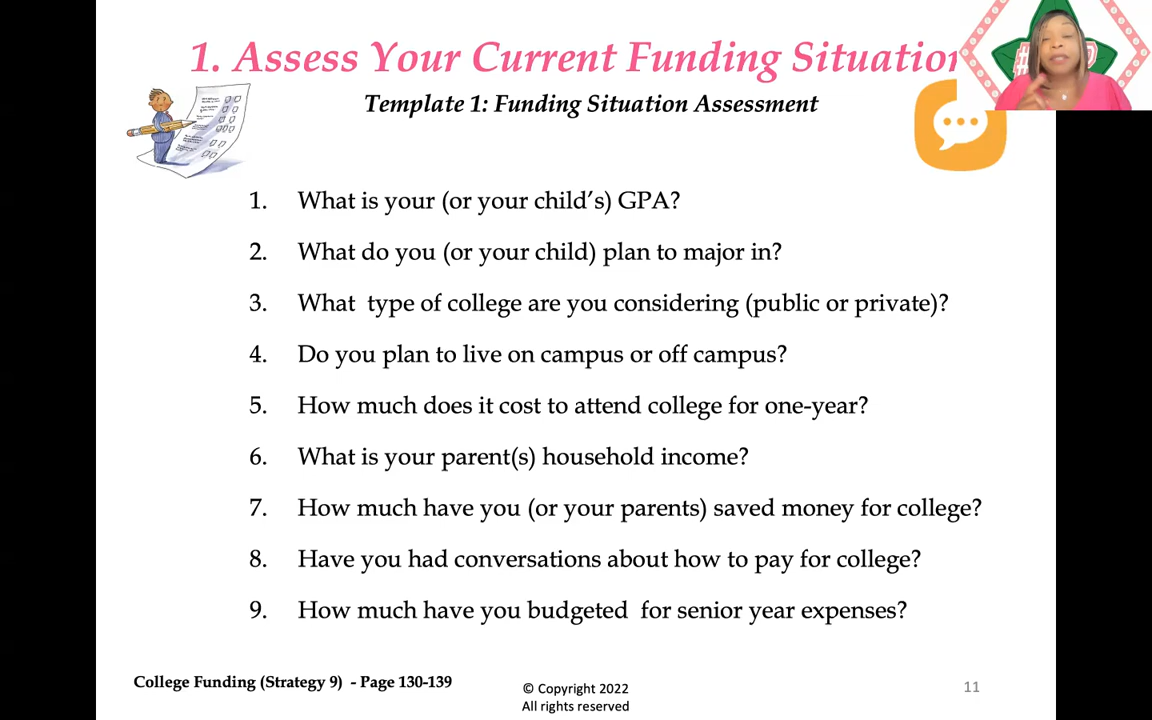 1. Assess Your Current Funding Situation
Template 1: Funding Situation Assessment
1. What is your (or your child's) GPA?
2. What do you (or your child) plan to major in?
3. What type of college are you considering (public or private)?
4. Do you plan to live on campus or off campus?
5. How much does it cost to attend college for one-year?
6. What is your parent(s) household income?
7. How much have you (or your parents) saved money for college?
8. Have you had conversations about how to pay for college?
9. How much have you budgeted for senior year expenses?
College Funding (Strategy 9) - Page 130-139
© Copyright 2022
All rights reserved
11